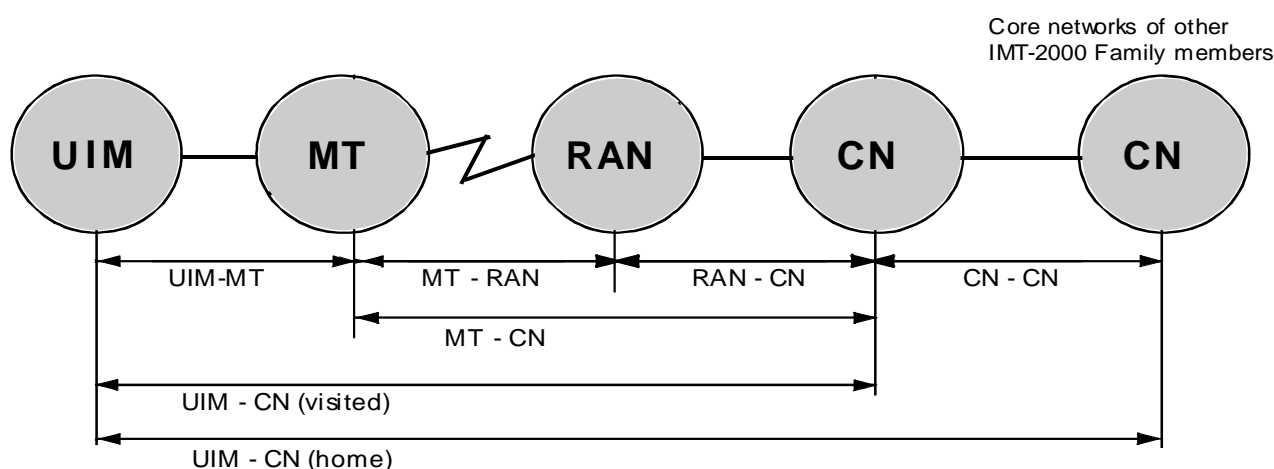 Core networks of other
IMT-2000 Family members
UIM
MT
RAN
CN
CN
UIM-MT
MT - RAN
RAN - CN
CN - CN
MT - CN
UIM - CN (visited)
UIM - CN (home)